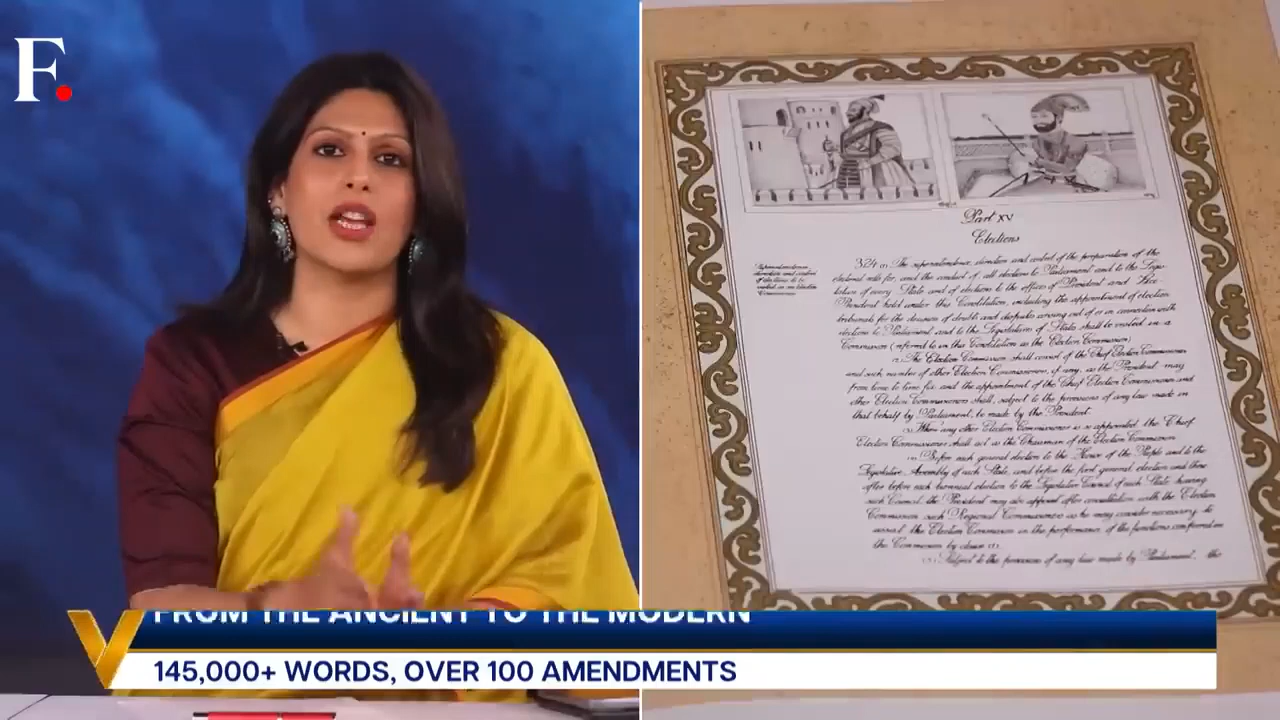 F.
Part XV
Elections
324 (1) The superintendence, direction and control of the preparation of the
electoral rolls for, and the conduct of, all elections to Parliament and to the Legis-
lature of every State and of elections to the offices of President and Vice
President held under this Constitution, including the appointment of election
tribunals for the decision of doubts and disputes arising out of or in connection with
elections to Parliament and to the Legislatures of States shall be vested in a
Commission (referred to in this Constitution as the Election Commission)
The Election Commission shall consist of the Chief Election Commissioner
and such number of other Election Commissioners, if any, as the President may
from time to time fix and the appointment of the Chief Election Commissioner and
other Election Commissioners shall, subject to the provisions of any law made in
that behalf by Parliament, be made by the President.
When any other Election Commissioner is so appointed the Chief
Election Commissioner shall act as the Chairman of the Election Commission
Before each general election to the House of the People and to the
Legislative Assembly of each State, and before the first general election and there
after before each biennial election to the Legislative Council of each State having
such Council, the President may also appoint after consultation with the Election
Commission such Regional Commissioners as he may consider necessary to
assist the Election Commission in the performance of the functions conferred on
the Commission by clause (1).
Subject to the provisions of any law made by Parliament, the
FROM THE ANCIENT TO THE MODERN
145,000+ WORDS, OVER 100 AMENDMENTS